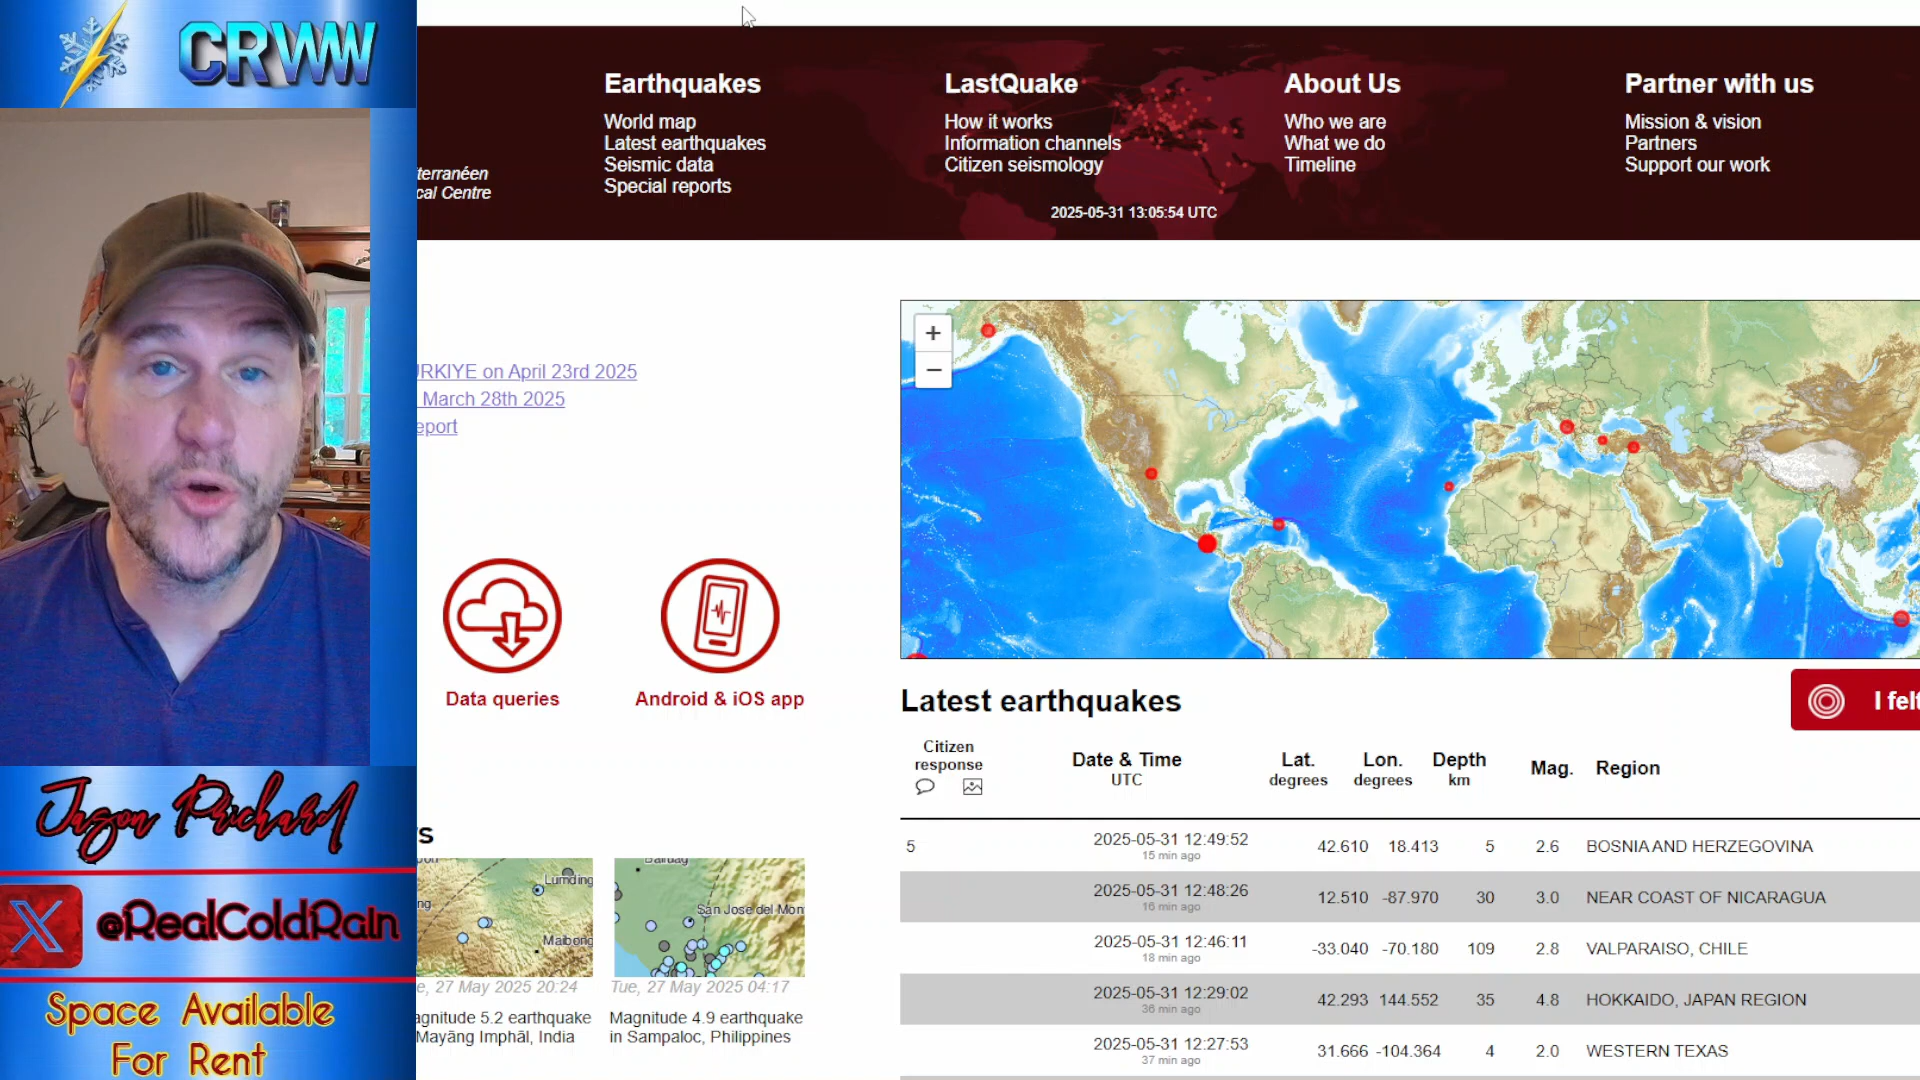 CRWW
terranéen
cal Centre
Earthquakes
World map
Latest earthquakes
Seismic data
Special reports
LastQuake
How it works
Information channels
Citizen seismology
About Us
Who we are
What we do
Timeline
Partner with us
Mission & vision
Partners
Support our work
2025-05-31 13:05:54 UTC
URKIYE on April 23rd 2025
March 28th 2025
eport
Data queries
Android & iOS app
+
−
Latest earthquakes
I felt
Citizen
response
Date & Time
UTC
Lat.
degrees
Lon.
degrees
Depth
km
Mag.
Region
5 2025-05-31 12:49:52 42.610 18.413 5 2.6 BOSNIA AND HERZEGOVINA
15 min ago
2025-05-31 12:48:26 12.510 -87.970 30 3.0 NEAR COAST OF NICARAGUA
16 min ago
2025-05-31 12:46:11 -33.040 -70.180 109 2.8 VALPARAISO, CHILE
18 min ago
2025-05-31 12:29:02 42.293 144.552 35 4.8 HOKKAIDO, JAPAN REGION
36 min ago
2025-05-31 12:27:53 31.666 -104.364 4 2.0 WESTERN TEXAS
37 min ago
s
Lumding
ng
Maibong
e, 27 May 2025 20:24
agnitude 5.2 earthquake
Mayāng Imphāl, India
Baliuag
San Jose del Mon
Tue, 27 May 2025 04:17
Magnitude 4.9 earthquake
in Sampaloc, Philippines
Jason Prichard
X @RealColdRain
Space Available
For Rent